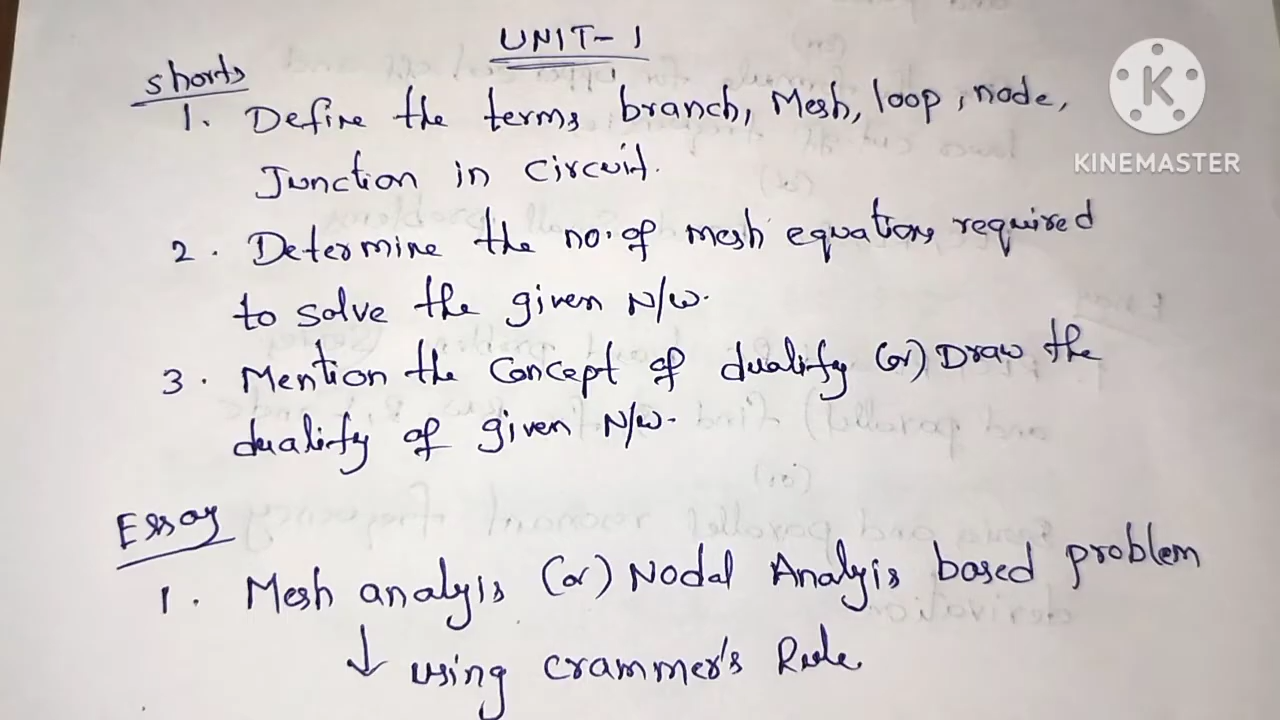 UNIT-1
Shorts
1. Define the terms branch, Mesh, loop, node,
Junction in circuit.
2. Determine the no. of mesh equations required
to solve the given N/W.
3. Mention the concept of duality (or) Draw the
duality of given N/W.
Essay
1. Mesh analysis (or) Nodal Analyis based problem
↓ using crammer's Rule
K
KINEMASTER